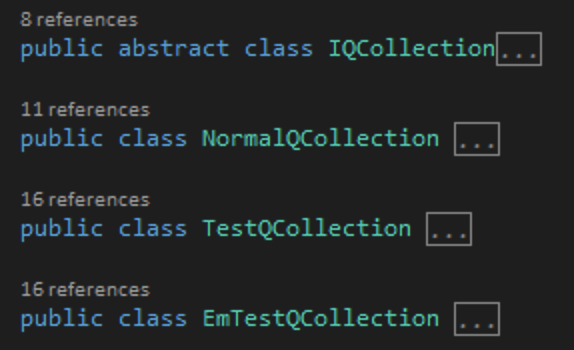 8 references
public abstract class IQCollection...
11 references
public class NormalQCollection ...
16 references
public class TestQCollection ...
16 references
public class EmTestQCollection ...